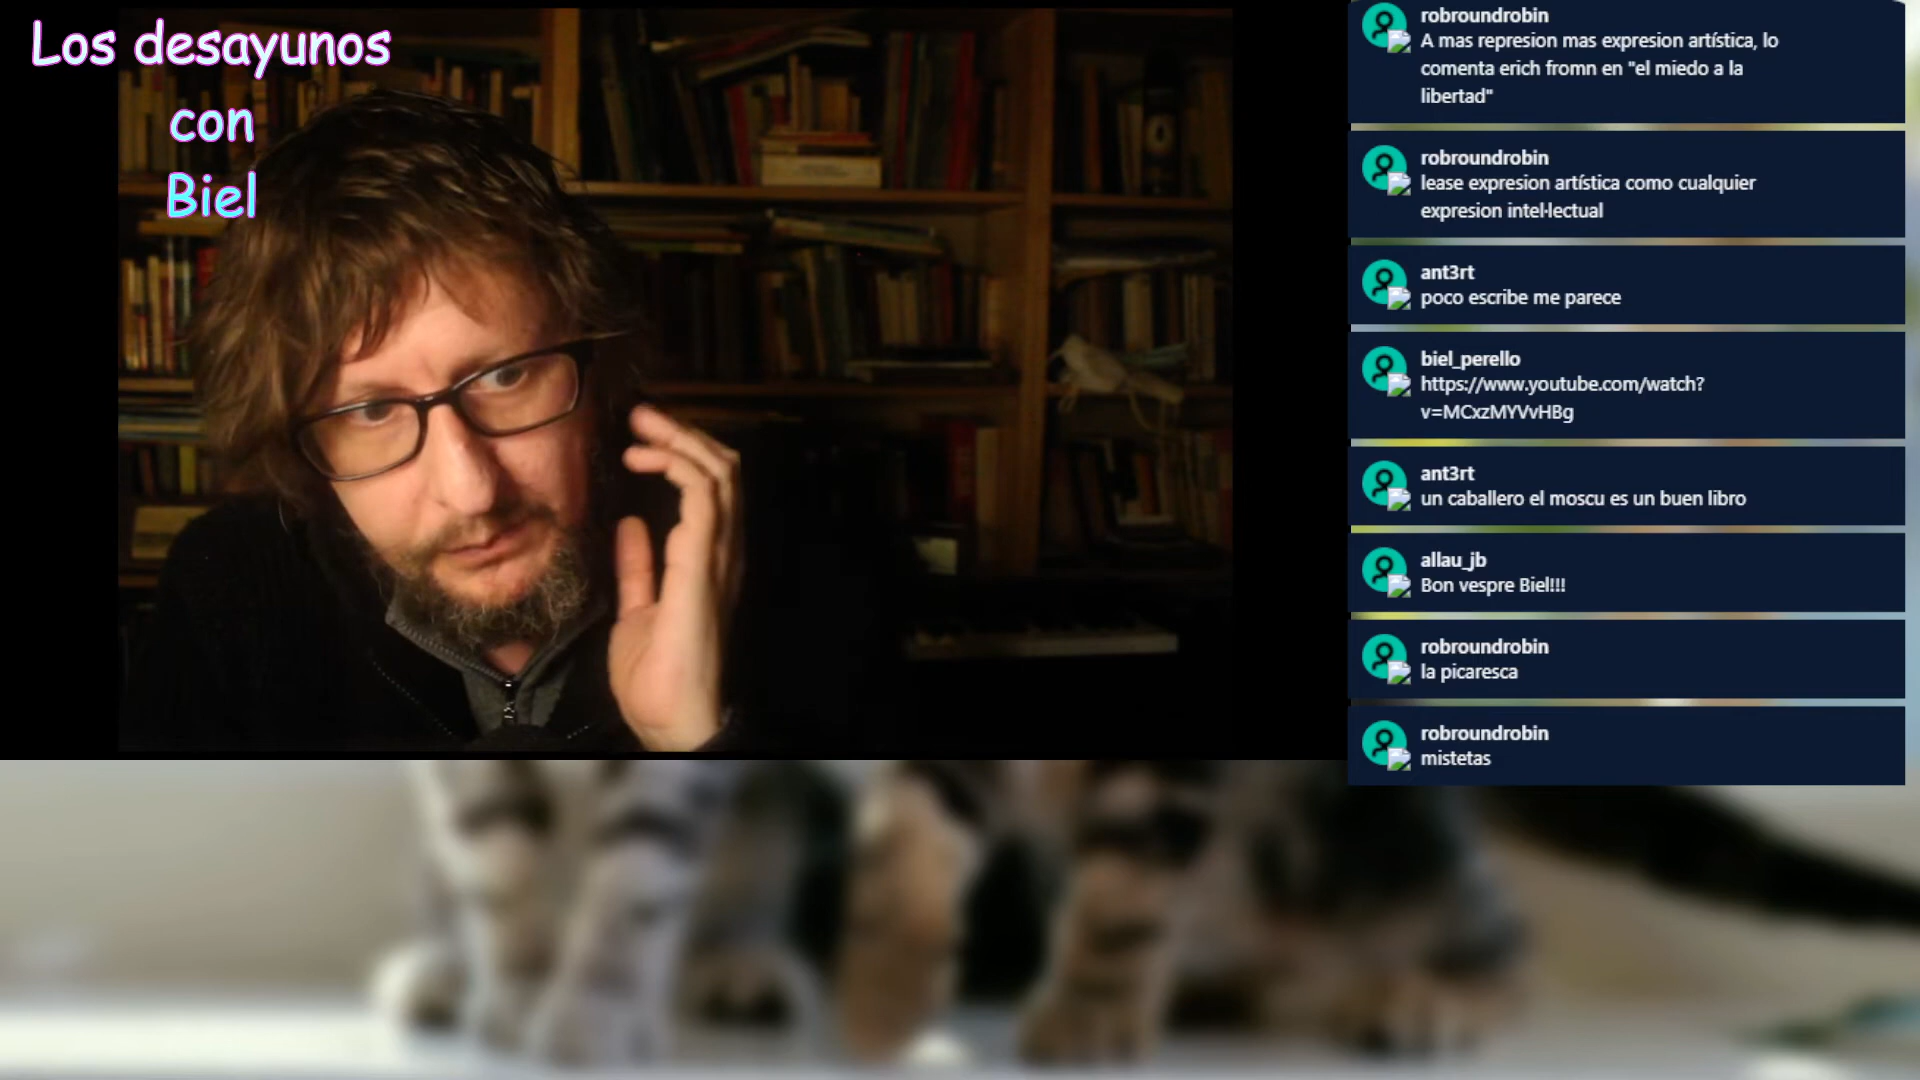 Los desayunos
con
Biel
robroundrobin
A mas represion mas expresion artística, lo
comenta erich fromn en "el miedo a la
libertad"
robroundrobin
lease expresion artística como cualquier
expresion intel·lectual
ant3rt
poco escribe me parece
biel_perello
https://www.youtube.com/watch?
v=MCxzMYVvHBg
ant3rt
un caballero el moscu es un buen libro
allau_jb
Bon vespre Biel!!!
robroundrobin
la picaresca
robroundrobin
mistetas